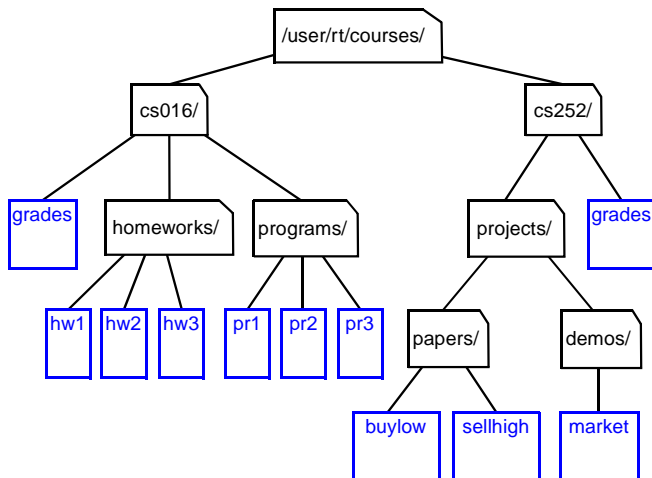 /user/rt/courses/
cs016/
cs252/
grades
homeworks/
programs/
projects/
grades
hw1
hw2
hw3
pr1
pr2
pr3
papers/
demos/
buylow
sellhigh
market